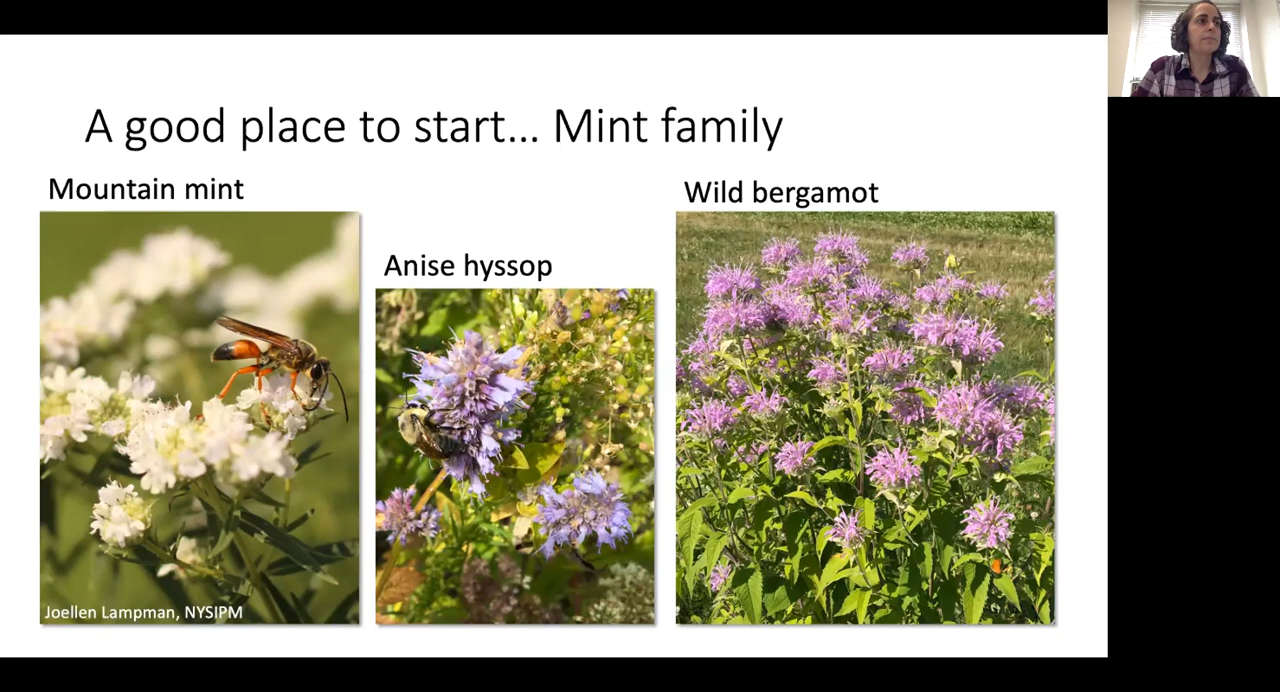 A good place to start... Mint family
Mountain mint
Anise hyssop
Wild bergamot
Joellen Lampman, NYSIPM